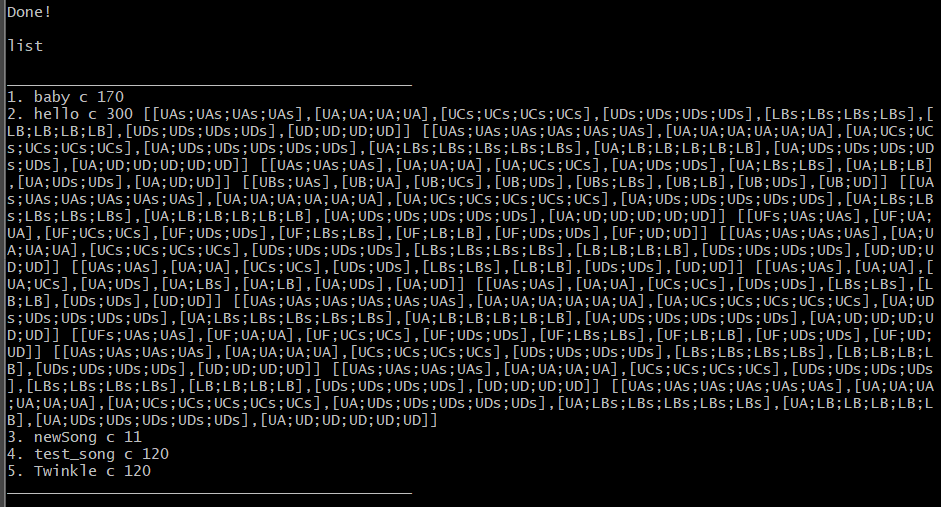 Done!
list
______________________________________________
1. baby c 170
2. hello c 300 [[UAs;UAs;UAs;UAs],[UA;UA;UA;UA],[UCs;UCs;UCs;UCs],[UDs;UDs;UDs;UDs],[LBs;LBs;LBs;LBs],[
LB;LB;LB;LB],[UDs;UDs;UDs;UDs],[UD;UD;UD;UD]] [[UAs;UAs;UAs;UAs;UAs;UAs],[UA;UA;UA;UA;UA;UA],[UA;UCs;UC
s;UCs;UCs;UCs],[UA;UDs;UDs;UDs;UDs;UDs],[UA;LBs;LBs;LBs;LBs;LBs],[UA;LB;LB;LB;LB;LB],[UA;UDs;UDs;UDs;UD
s;UDs],[UA;UD;UD;UD;UD;UD]] [[UAs;UAs;UAs],[UA;UA;UA],[UA;UCs;UCs],[UA;UDs;UDs],[UA;LBs;LBs],[UA;LB;LB]
,[UA;UDs;UDs],[UA;UD;UD]] [[UBs;UAs],[UB;UA],[UB;UCs],[UB;UDs],[UBs;LBs],[UB;LB],[UB;UDs],[UB;UD]] [[UA
s;UAs;UAs;UAs;UAs;UAs],[UA;UA;UA;UA;UA;UA],[UA;UCs;UCs;UCs;UCs;UCs],[UA;UDs;UDs;UDs;UDs;UDs],[UA;LBs;LB
s;LBs;LBs;LBs],[UA;LB;LB;LB;LB;LB],[UA;UDs;UDs;UDs;UDs;UDs],[UA;UD;UD;UD;UD;UD]] [[UFs;UAs;UAs],[UF;UA;
UA],[UF;UCs;UCs],[UF;UDs;UDs],[UF;LBs;LBs],[UF;LB;LB],[UF;UDs;UDs],[UF;UD;UD]] [[UAs;UAs;UAs;UAs],[UA;U
A;UA;UA],[UCs;UCs;UCs;UCs],[UDs;UDs;UDs;UDs],[LBs;LBs;LBs;LBs],[LB;LB;LB;LB],[UDs;UDs;UDs;UDs],[UD;UD;U
D;UD]] [[UAs;UAs],[UA;UA],[UCs;UCs],[UDs;UDs],[LBs;LBs],[LB;LB],[UDs;UDs],[UD;UD]] [[UAs;UAs],[UA;UA],[
UA;UCs],[UA;UDs],[UA;LBs],[UA;LB],[UA;UDs],[UA;UD]] [[UAs;UAs],[UA;UA],[UCs;UCs],[UDs;UDs],[LBs;LBs],[L
B;LB],[UDs;UDs],[UD;UD]] [[UAs;UAs;UAs;UAs;UAs;UAs],[UA;UA;UA;UA;UA;UA],[UA;UCs;UCs;UCs;UCs;UCs],[UA;UD
s;UDs;UDs;UDs;UDs],[UA;LBs;LBs;LBs;LBs;LBs],[UA;LB;LB;LB;LB;LB],[UA;UDs;UDs;UDs;UDs;UDs],[UA;UD;UD;UD;U
D;UD]] [[UFs;UAs;UAs],[UF;UA;UA],[UF;UCs;UCs],[UF;UDs;UDs],[UF;LBs;LBs],[UF;LB;LB],[UF;UDs;UDs],[UF;UD;
UD]] [[UAs;UAs;UAs;UAs],[UA;UA;UA;UA],[UCs;UCs;UCs;UCs],[UDs;UDs;UDs;UDs],[LBs;LBs;LBs;LBs],[LB;LB;LB;L
B],[UDs;UDs;UDs;UDs],[UD;UD;UD;UD]] [[UAs;UAs;UAs;UAs],[UA;UA;UA;UA],[UCs;UCs;UCs;UCs],[UDs;UDs;UDs;UDs]
,[LBs;LBs;LBs;LBs],[LB;LB;LB;LB],[UDs;UDs;UDs;UDs],[UD;UD;UD;UD]] [[UAs;UAs;UAs;UAs;UAs;UAs],[UA;UA;UA
;UA;UA;UA],[UA;UCs;UCs;UCs;UCs;UCs],[UA;UDs;UDs;UDs;UDs;UDs],[UA;LBs;LBs;LBs;LBs;LBs],[UA;LB;LB;LB;LB;L
B],[UA;UDs;UDs;UDs;UDs;UDs],[UA;UD;UD;UD;UD;UD]]
3. newSong c 11
4. test_song c 120
5. Twinkle c 120
______________________________________________